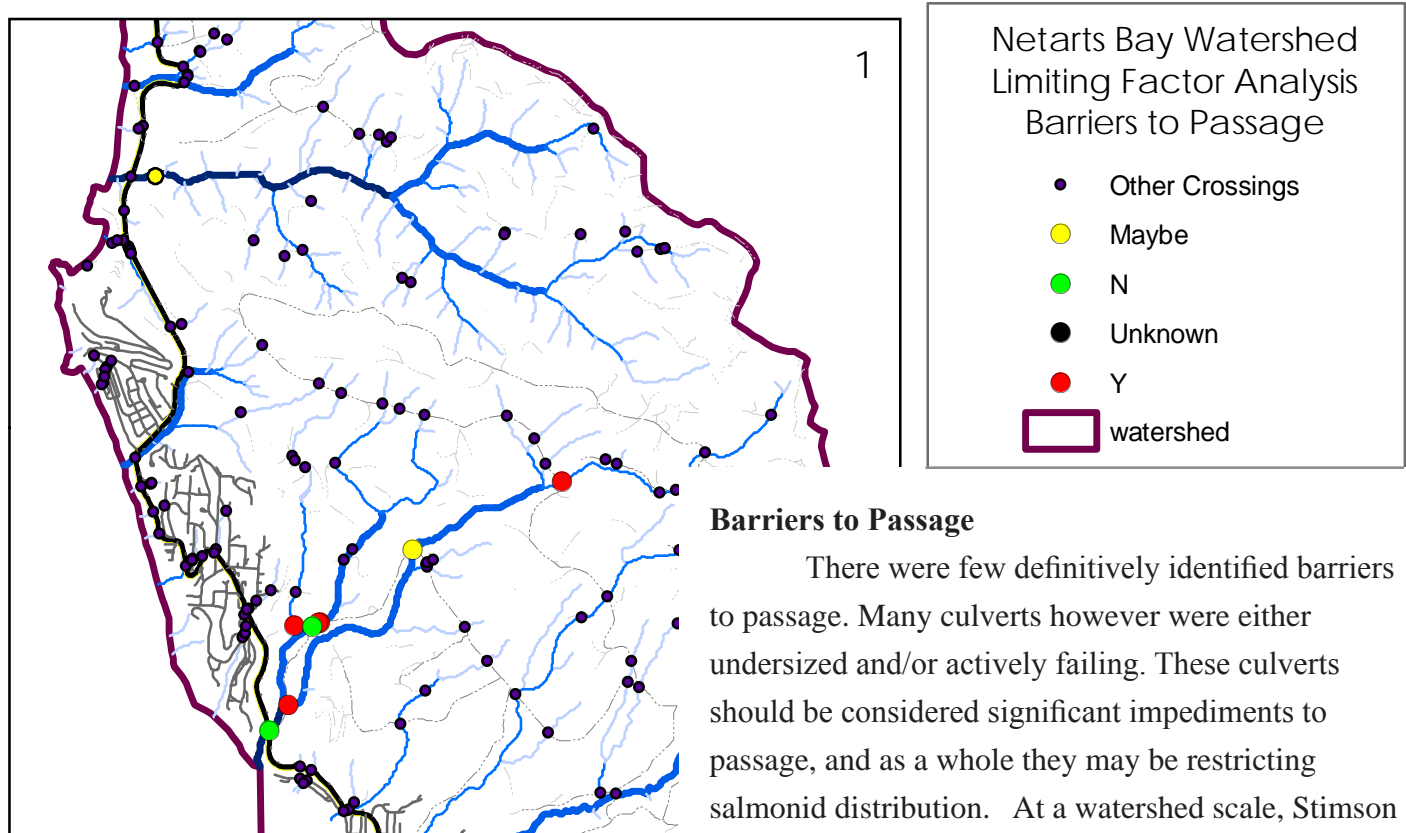 1
Netarts Bay Watershed
Limiting Factor Analysis
Barriers to Passage
Other Crossings
Maybe
N
Unknown
Y
watershed
Barriers to Passage
There were few definitively identified barriers
to passage. Many culverts however were either
undersized and/or actively failing. These culverts
should be considered significant impediments to
passage, and as a whole they may be restricting
salmonid distribution. At a watershed scale, Stimson